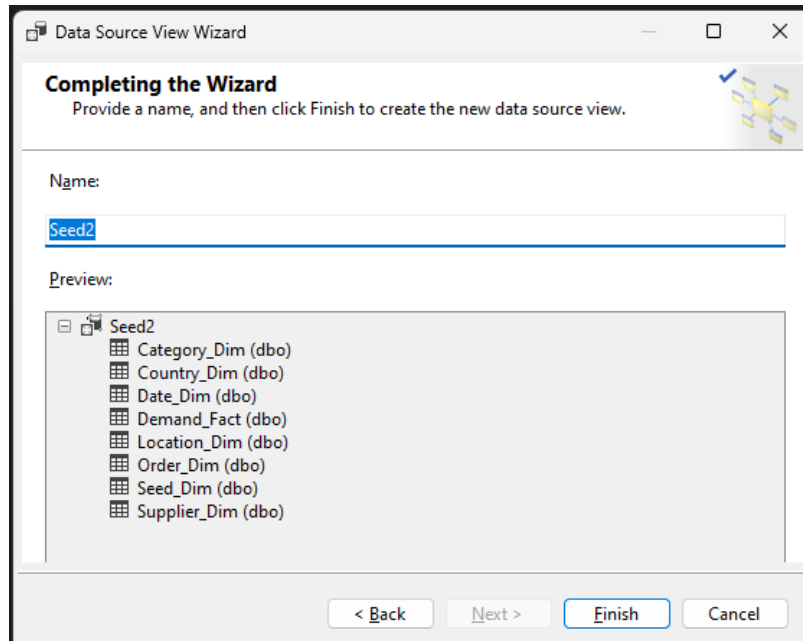 Data Source View Wizard
Completing the Wizard
Provide a name, and then click Finish to create the new data source view.
Name:
Seed2
Preview:
Seed2
Category_Dim (dbo)
Country_Dim (dbo)
Date_Dim (dbo)
Demand_Fact (dbo)
Location_Dim (dbo)
Order_Dim (dbo)
Seed_Dim (dbo)
Supplier_Dim (dbo)
< Back Next > Finish Cancel